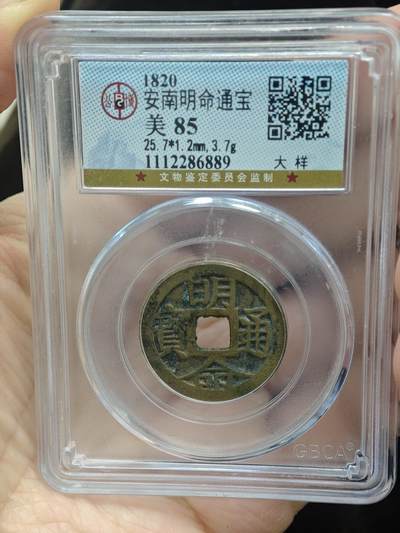 1820
安南明命通宝
美 85
25.7*1.2mm,3.7g
1112286889
大样
★ 文物鉴定委员会监制 ★
明命通寶
GBCA